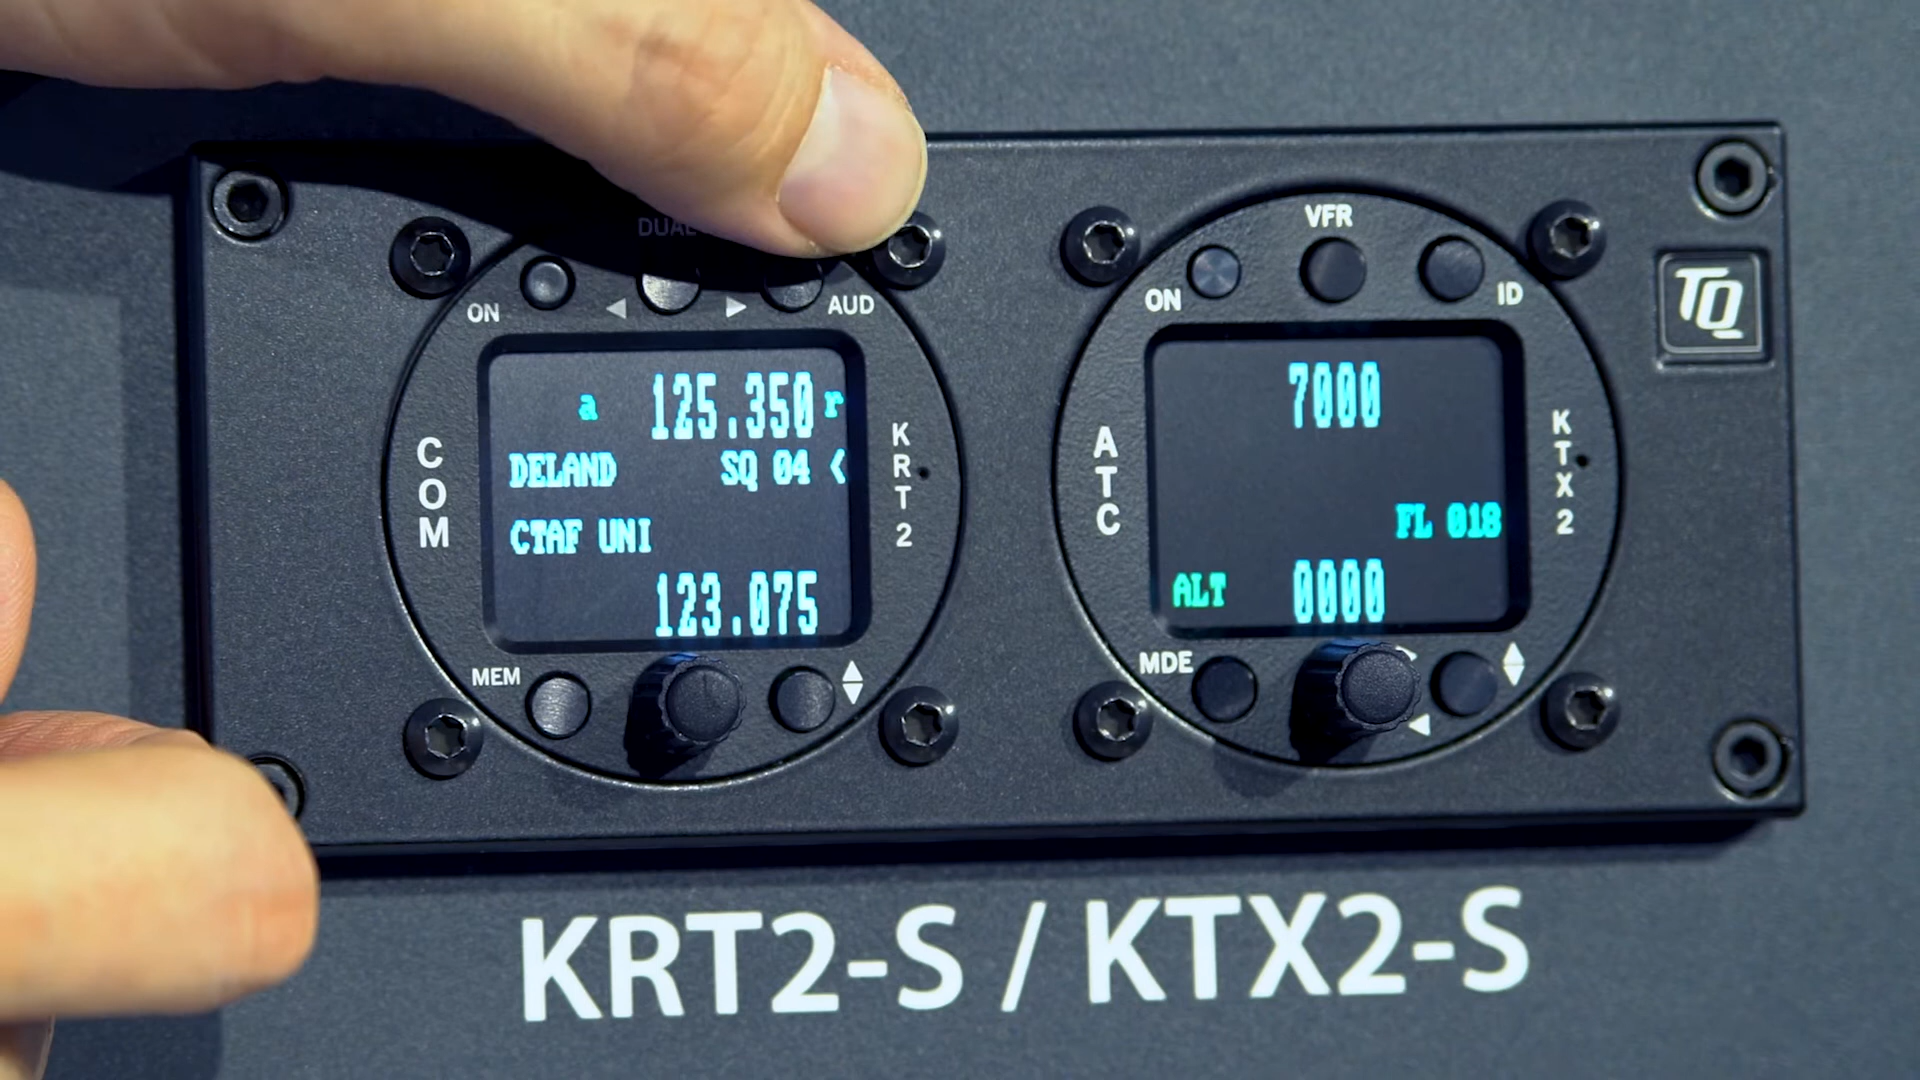 DUAL
ON
◀
▶
AUD
a 125.350 r
DELAND SQ 04 <
CTAF UNI
123.075
COM
KRT2
MEM
VFR
ON
ID
7000
FL 018
ALT 0000
ATC
KTX2
MDE
TQ
KRT2-S / KTX2-S